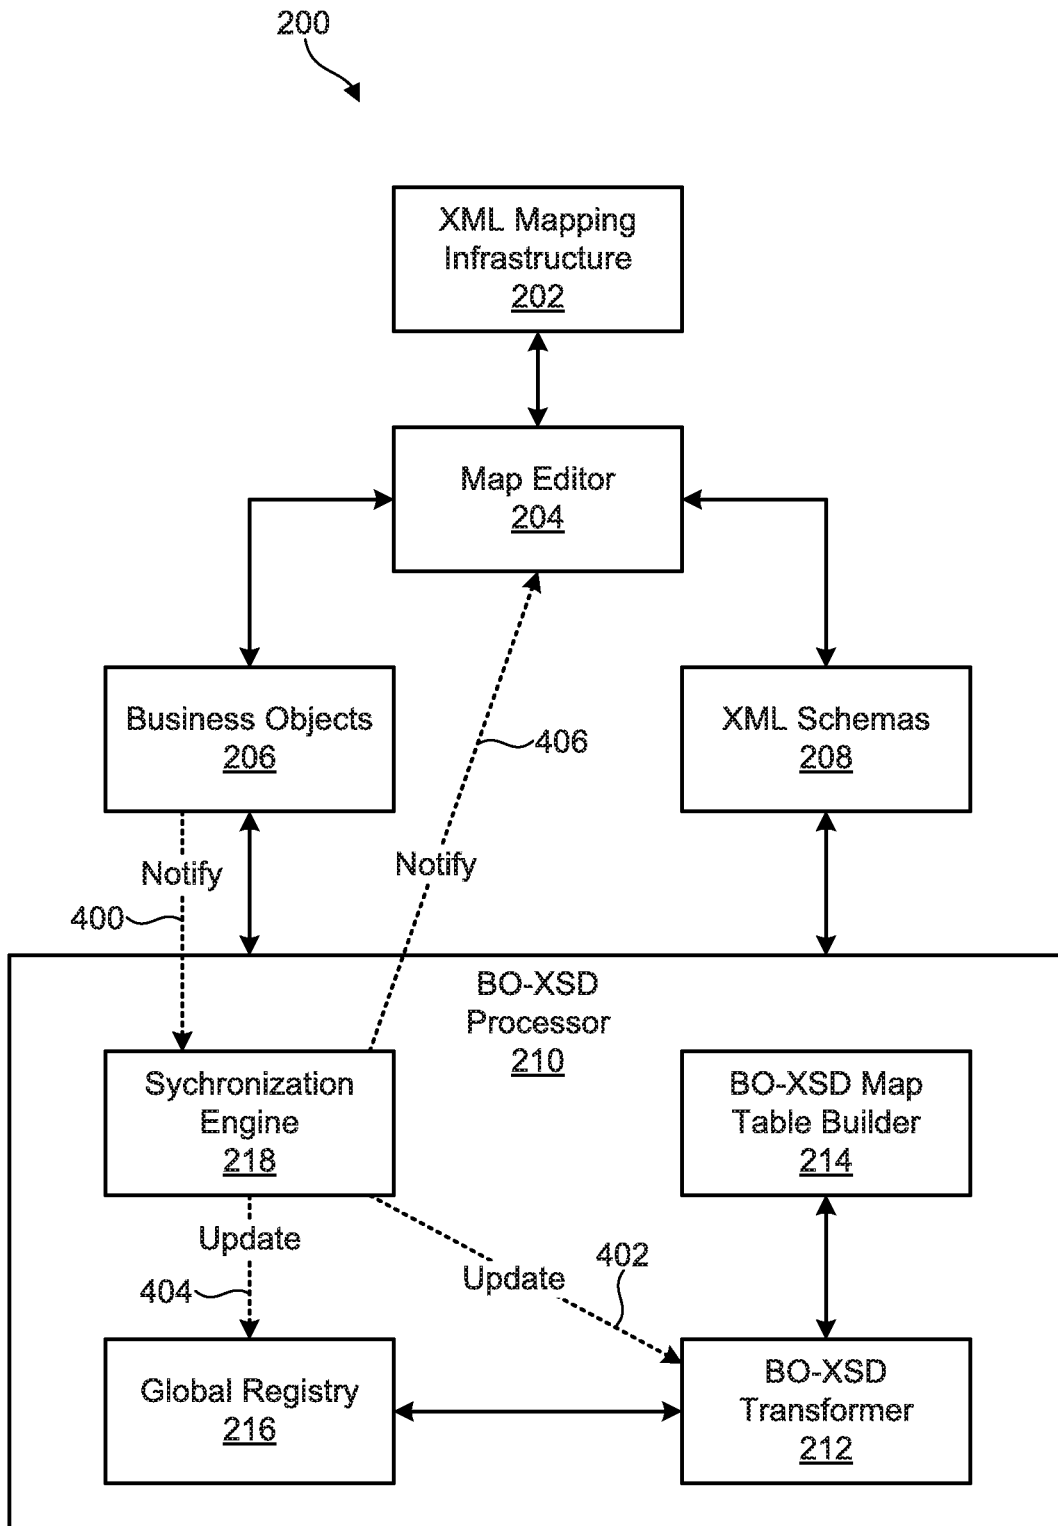 200
XML Mapping
Infrastructure
202
Map Editor
204
Business Objects
206
XML Schemas
208
406
Notify
Notify
400
BO-XSD
Processor
210
Sychronization
Engine
218
BO-XSD Map
Table Builder
214
Update
404
Update
402
Global Registry
216
BO-XSD
Transformer
212